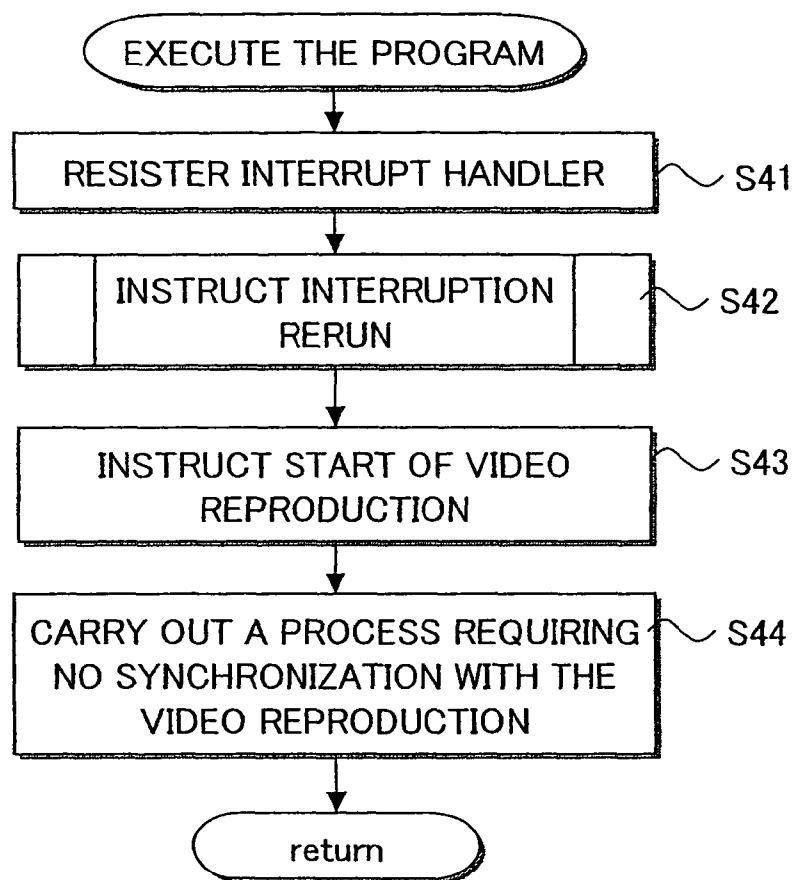 EXECUTE THE PROGRAM
RESISTER INTERRUPT HANDLER
S41
INSTRUCT INTERRUPTION
RERUN
S42
INSTRUCT START OF VIDEO
REPRODUCTION
S43
CARRY OUT A PROCESS REQUIRING
NO SYNCHRONIZATION WITH THE
VIDEO REPRODUCTION
S44
return